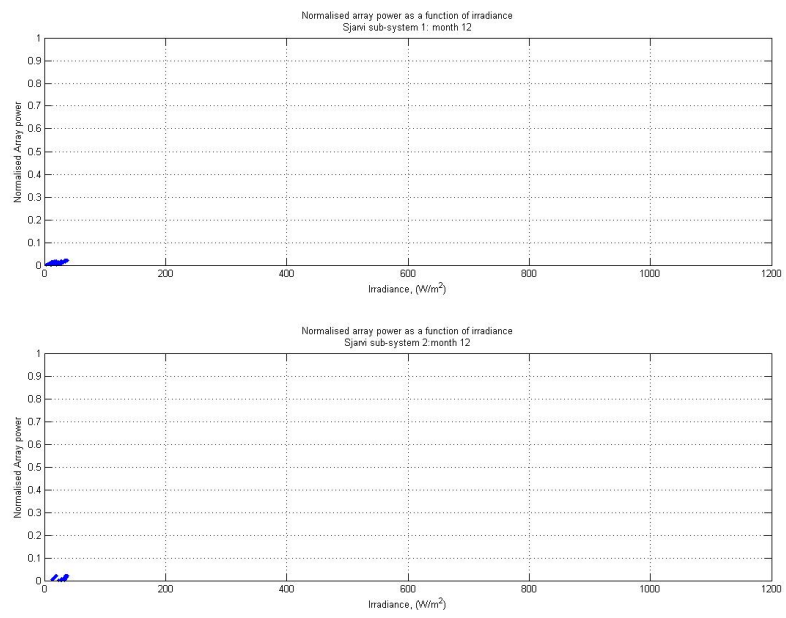 Normalised array power as a function of irradiance
Sjarvi sub-system 1: month 12
1
0.9
0.8
0.7
0.6
0.5
0.4
0.3
0.2
0.1
0
Normalised Array power
0 200 400 600 800 1000 1200
Irradiance, (W/m²)
Normalised array power as a function of irradiance
Sjarvi sub-system 2:month 12
1
0.9
0.8
0.7
0.6
0.5
0.4
0.3
0.2
0.1
0
Normalised Array power
0 200 400 600 800 1000 1200
Irradiance, (W/m²)